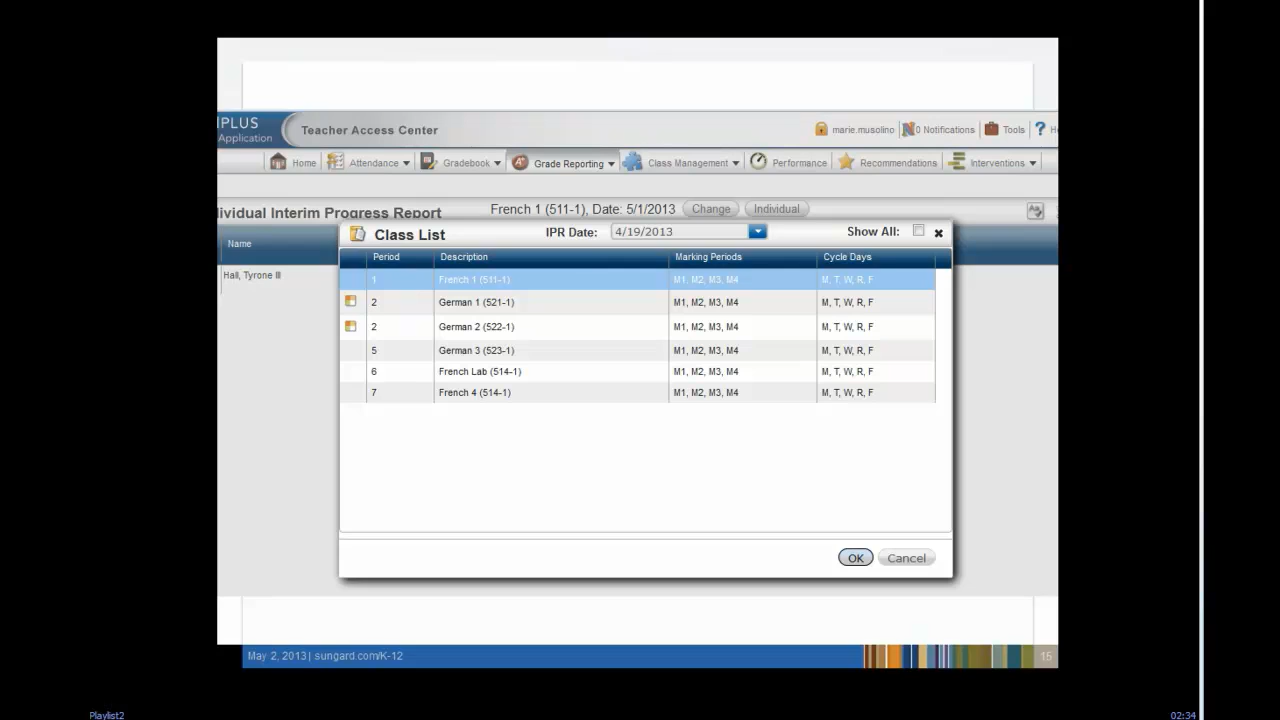 IPLUS
Application
Teacher Access Center
marie.musolino
0 Notifications
Tools
?
Home
Attendance
Gradebook
Grade Reporting
Class Management
Performance
Recommendations
Interventions
dividual Interim Progress Report
French 1 (511-1), Date: 5/1/2013
Change
Individual
Name
Hall, Tyrone III
Class List
IPR Date:
4/19/2013
Show All:
Period Description Marking Periods Cycle Days
1 French 1 (511-1) M1, M2, M3, M4 M, T, W, R, F
2 German 1 (521-1) M1, M2, M3, M4 M, T, W, R, F
2 German 2 (522-1) M1, M2, M3, M4 M, T, W, R, F
5 German 3 (523-1) M1, M2, M3, M4 M, T, W, R, F
6 French Lab (514-1) M1, M2, M3, M4 M, T, W, R, F
7 French 4 (514-1) M1, M2, M3, M4 M, T, W, R, F
OK
Cancel
May 2, 2013 | sungard.com/K-12
15
Playlist2
02:34